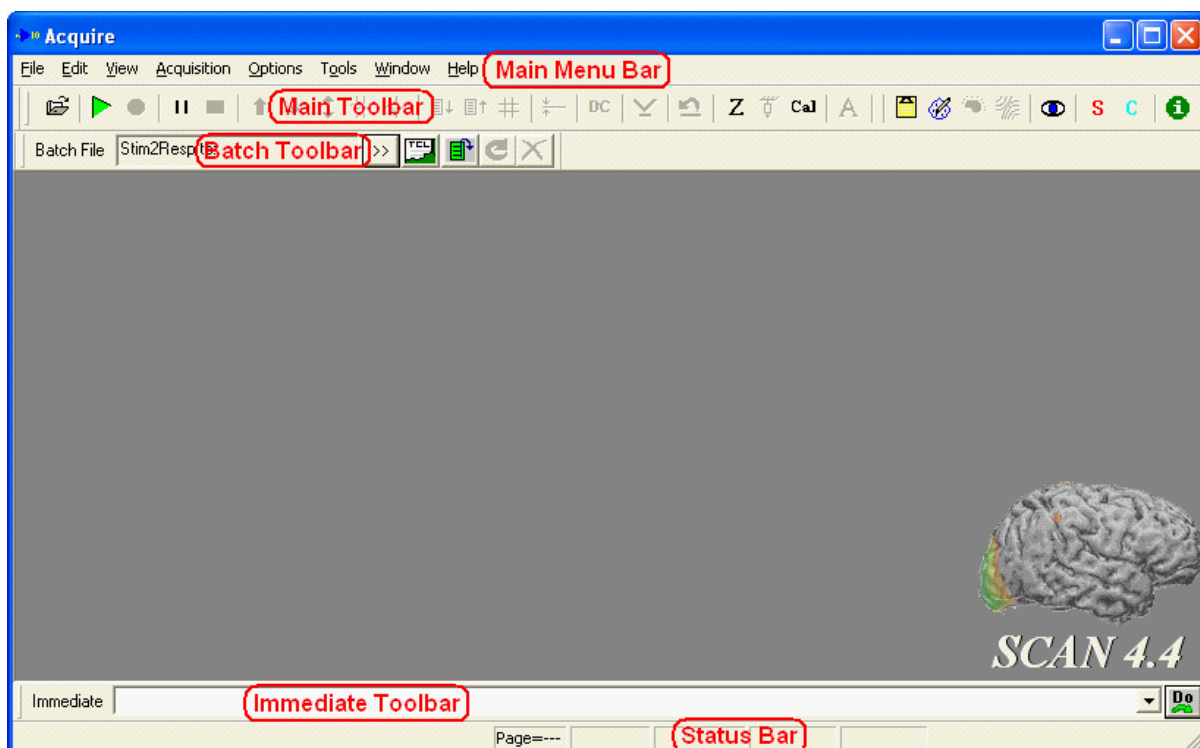 Acquire
File Edit View Acquisition Options Tools Window Help Main Menu Bar
Main Toolbar DC Z Cal A S C
Batch File Stim2Resp Batch Toolbar >> TCL
SCAN 4.4
Immediate Immediate Toolbar Do
Page=--- Status Bar